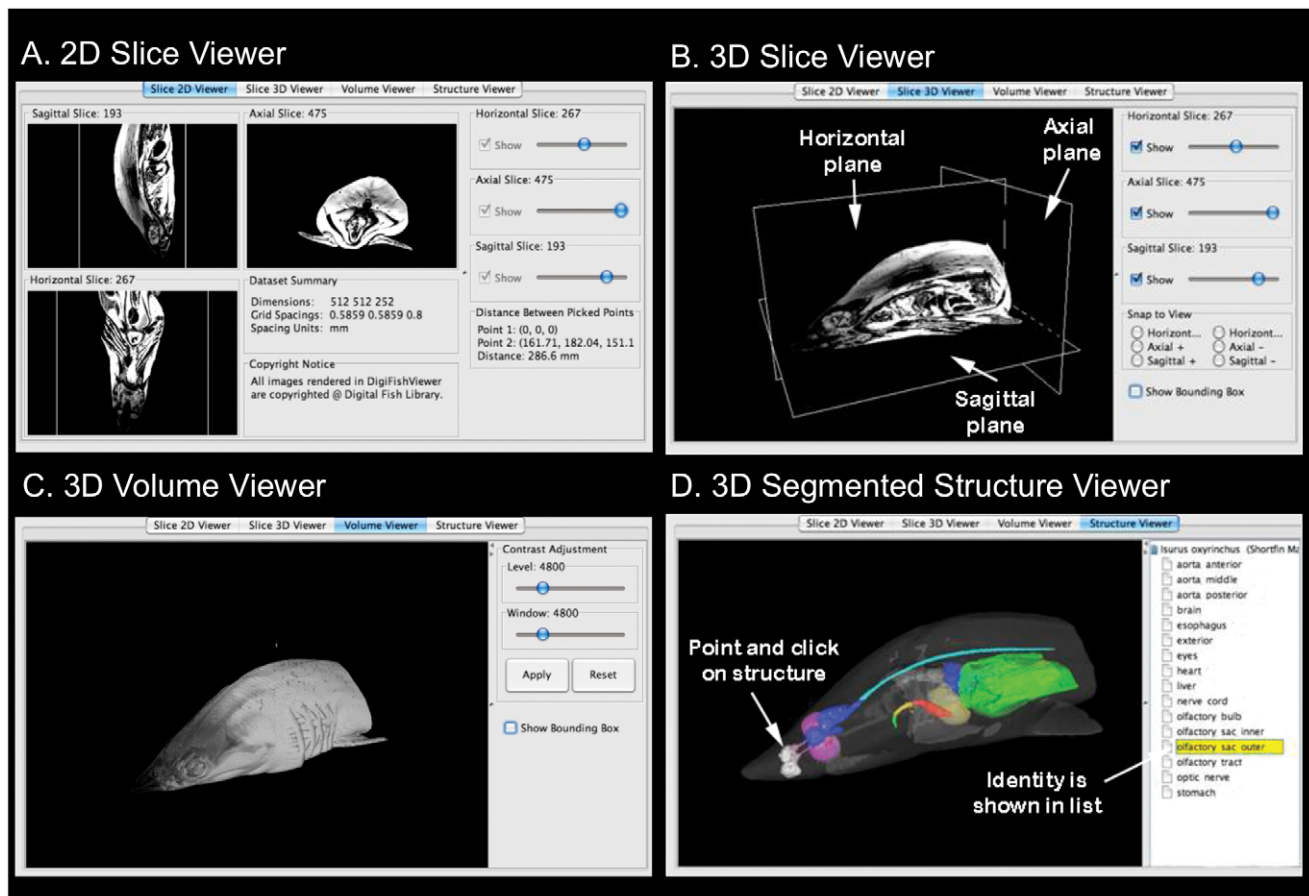 A. 2D Slice Viewer
Slice 2D Viewer Slice 3D Viewer Volume Viewer Structure Viewer
Sagittal Slice: 193
Axial Slice: 475
Horizontal Slice: 267
Dataset Summary
Dimensions: 512 512 252
Grid Spacings: 0.5859 0.5859 0.8
Spacing Units: mm
Copyright Notice
All images rendered in DigiFishViewer
are copyrighted @ Digital Fish Library.
Horizontal Slice: 267
Show
Axial Slice: 475
Show
Sagittal Slice: 193
Show
Distance Between Picked Points
Point 1: (0, 0, 0)
Point 2: (161.71, 182.04, 151.1
Distance: 286.6 mm
B. 3D Slice Viewer
Slice 2D Viewer Slice 3D Viewer Volume Viewer Structure Viewer
Horizontal
plane
Axial
plane
Sagittal
plane
Horizontal Slice: 267
Show
Axial Slice: 475
Show
Sagittal Slice: 193
Show
Snap to View
Horizont... Horizont...
Axial + Axial -
Sagittal + Sagittal -
Show Bounding Box
C. 3D Volume Viewer
Slice 2D Viewer Slice 3D Viewer Volume Viewer Structure Viewer
Contrast Adjustment
Level: 4800
Window: 4800
Apply Reset
Show Bounding Box
D. 3D Segmented Structure Viewer
Slice 2D Viewer Slice 3D Viewer Volume Viewer Structure Viewer
Point and click
on structure
Identity is
shown in list
Isurus oxyrinchus (Shortfin Ma
aorta anterior
aorta middle
aorta posterior
brain
esophagus
exterior
eyes
heart
liver
nerve cord
olfactory bulb
olfactory sac inner
olfactory sac outer
olfactory tract
optic nerve
stomach